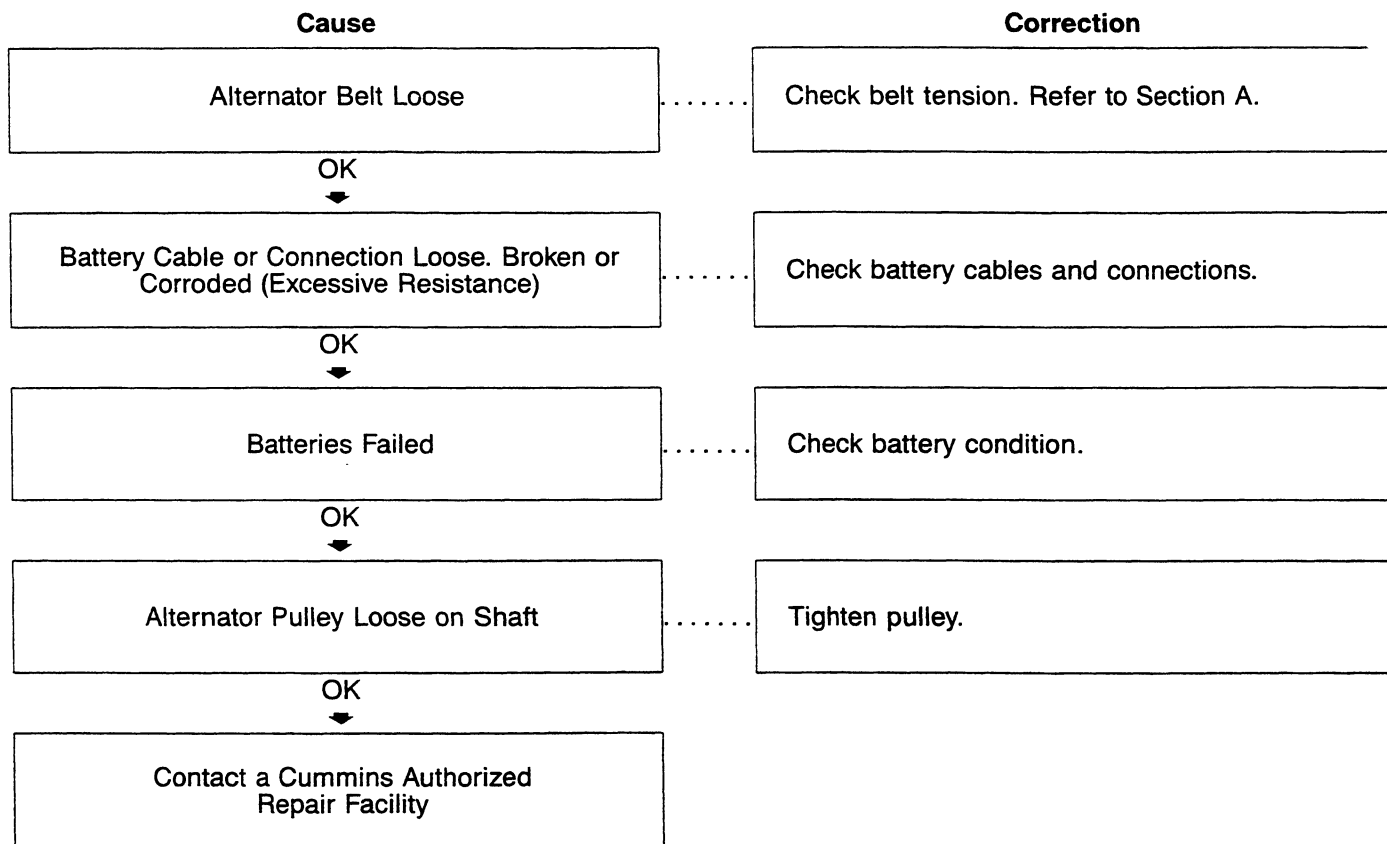 Cause
Correction
Alternator Belt Loose
.......
Check belt tension. Refer to Section A.
OK
Battery Cable or Connection Loose. Broken or
Corroded (Excessive Resistance)
.......
Check battery cables and connections.
OK
Batteries Failed
.......
Check battery condition.
OK
Alternator Pulley Loose on Shaft
.......
Tighten pulley.
OK
Contact a Cummins Authorized
Repair Facility